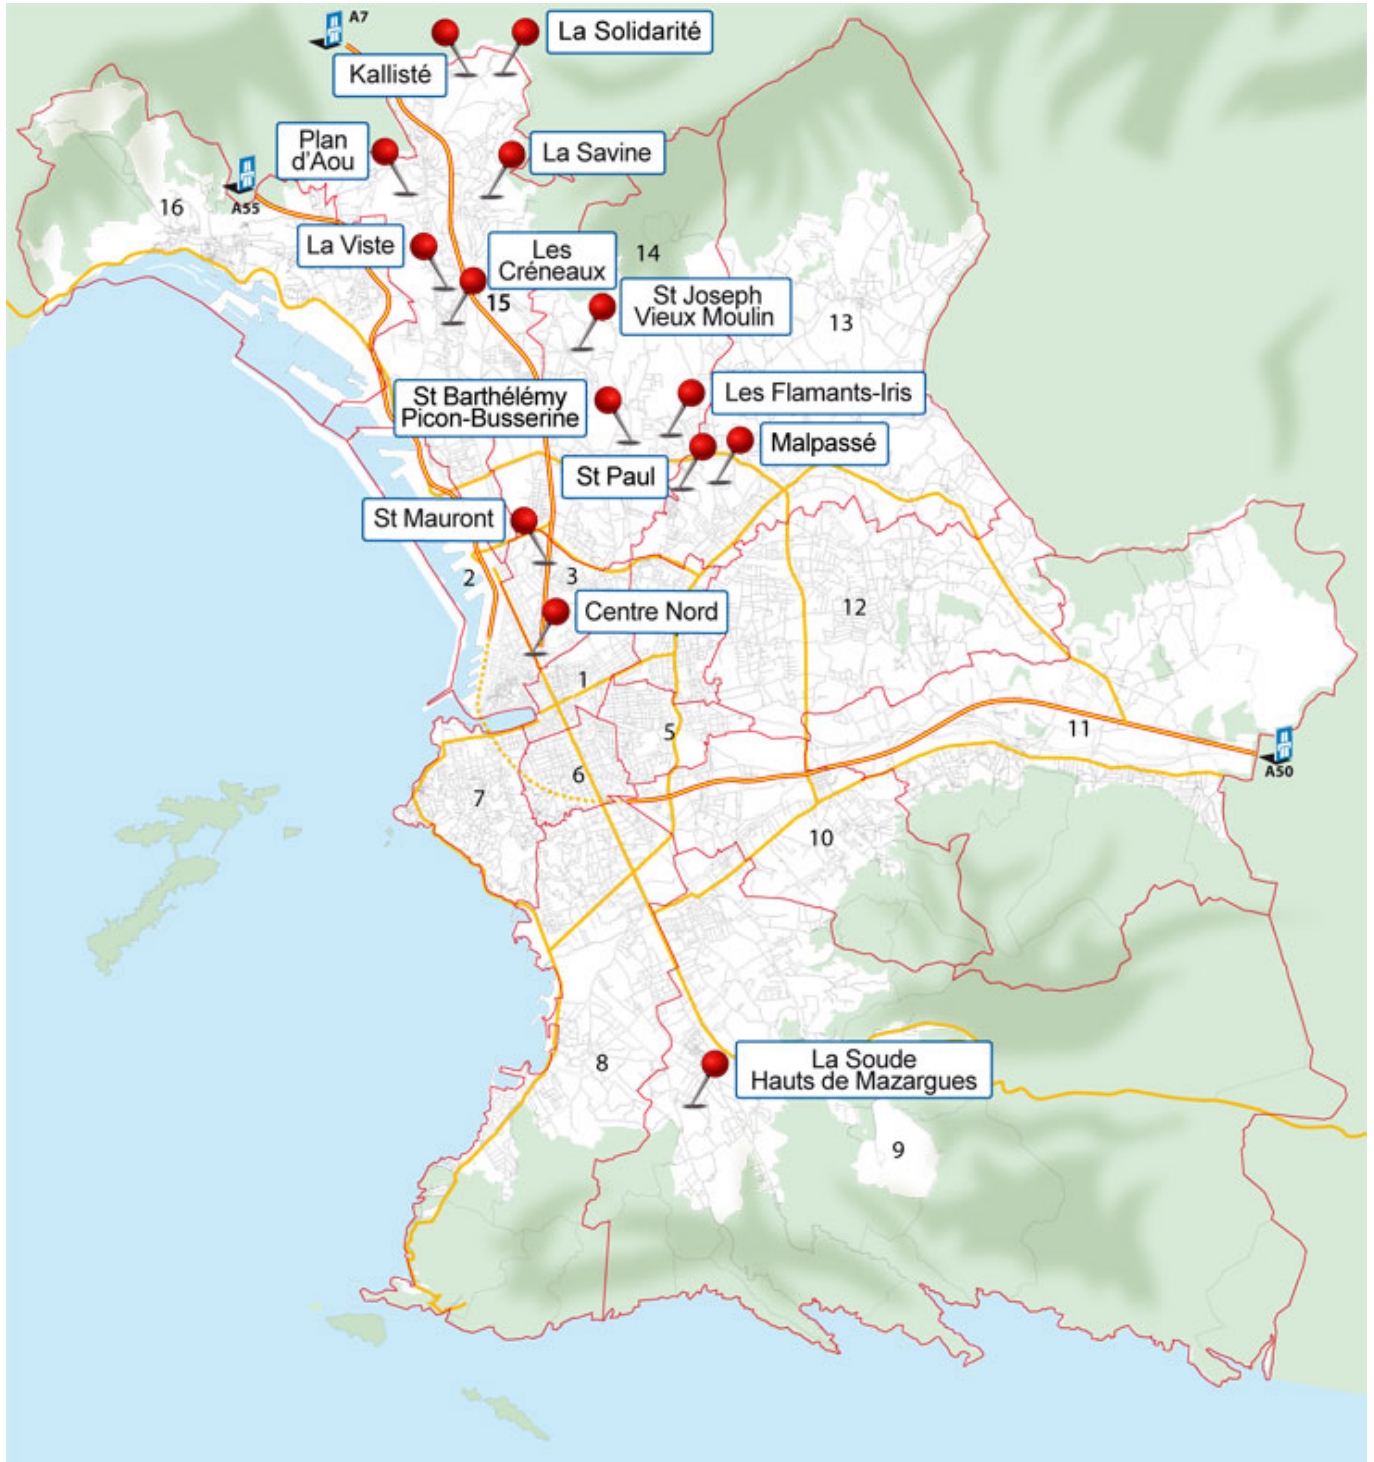 A7
La Solidarité
Kallisté
Plan
d'Aou
La Savine
A55
16
La Viste
Les
Créneaux
14
15
St Joseph
Vieux Moulin
13
St Barthélémy
Picon-Busserine
Les Flamants-Iris
Malpassé
St Paul
St Mauront
2
3
12
Centre Nord
1
5
11
6
A50
7
10
8
La Soude
Hauts de Mazargues
9